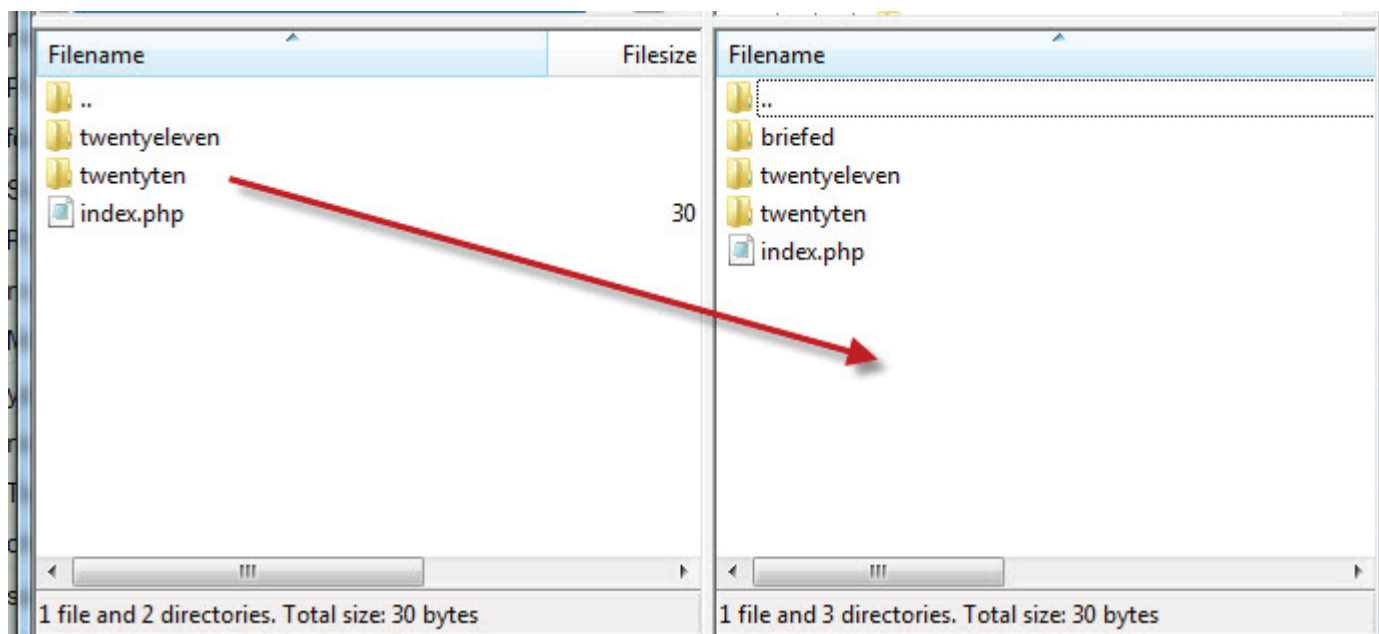 Filename Filesize
..
twentyeleven
twentyten
index.php 30
1 file and 2 directories. Total size: 30 bytes
Filename
..
briefed
twentyeleven
twentyten
index.php
1 file and 3 directories. Total size: 30 bytes